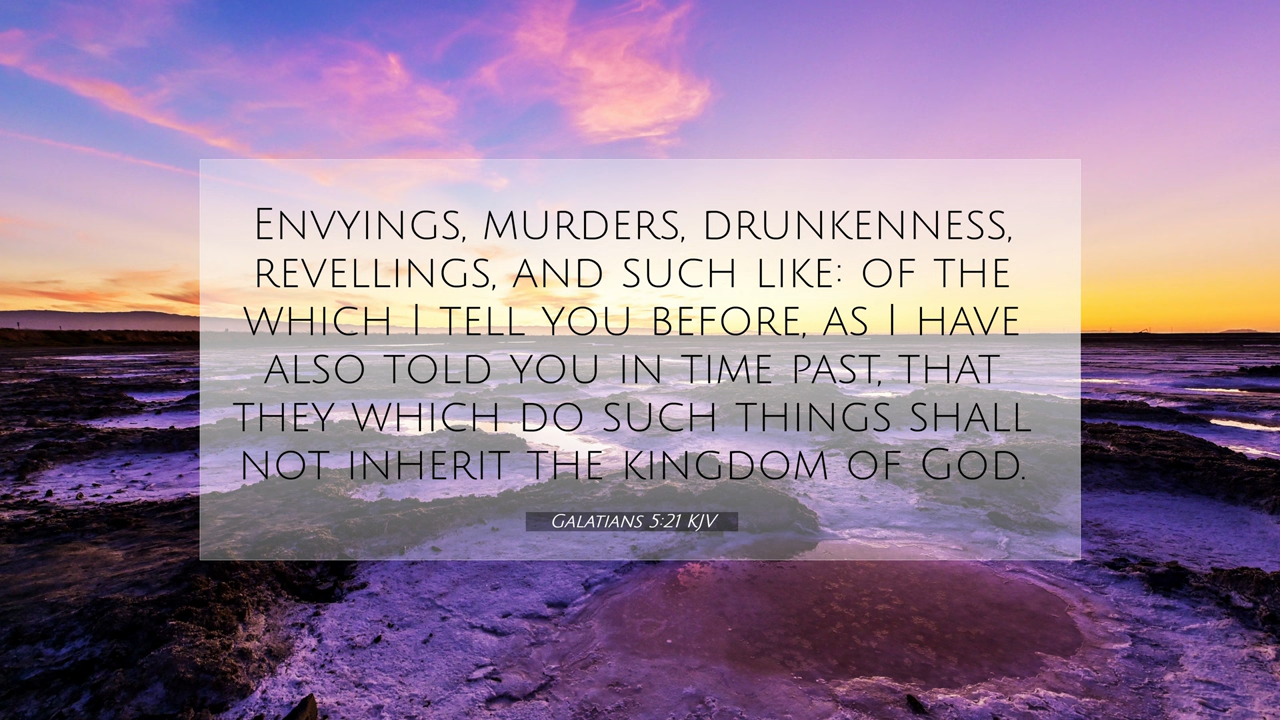 Envyings, murders, drunkenness,
revellings, and such like: of the
which I tell you before, as I have
also told you in time past, that
they which do such things shall
not inherit the kingdom of God.
Galatians 5:21 KJV